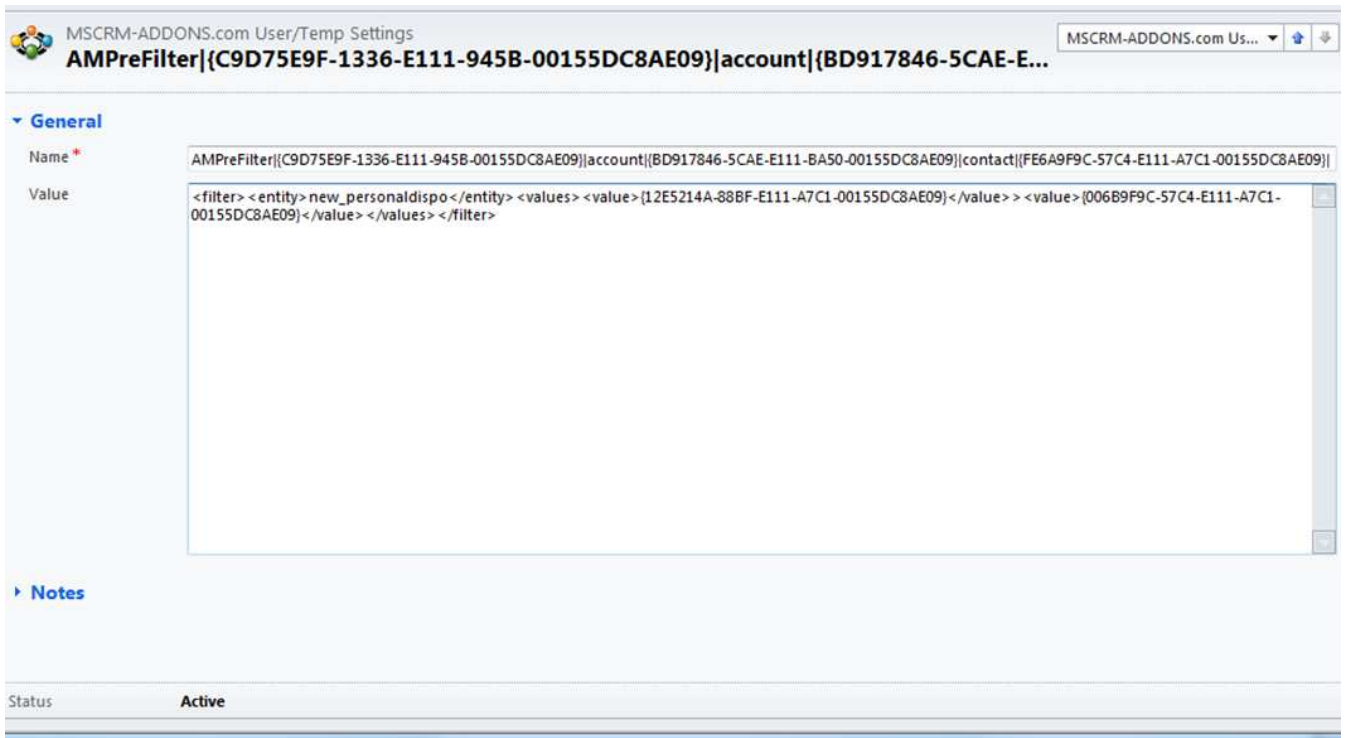 MSCRM-ADDONS.com User/Temp Settings
MSCRM-ADDONS.com Us...
AMPreFilter|{C9D75E9F-1336-E111-945B-00155DC8AE09}|account|{BD917846-5CAE-E...
General
Name*
AMPreFilter|{C9D75E9F-1336-E111-945B-00155DC8AE09}|account|{BD917846-5CAE-E111-BA50-00155DC8AE09}|contact|{FE6A9F9C-57C4-E111-A7C1-00155DC8AE09}|
Value
<filter> <entity> new_personaldispo</entity> <values> <value>{12E5214A-88BF-E111-A7C1-00155DC8AE09}</value> > <value>{006B9F9C-57C4-E111-A7C1-
00155DC8AE09}</value> </values> </filter>
Notes
Status
Active